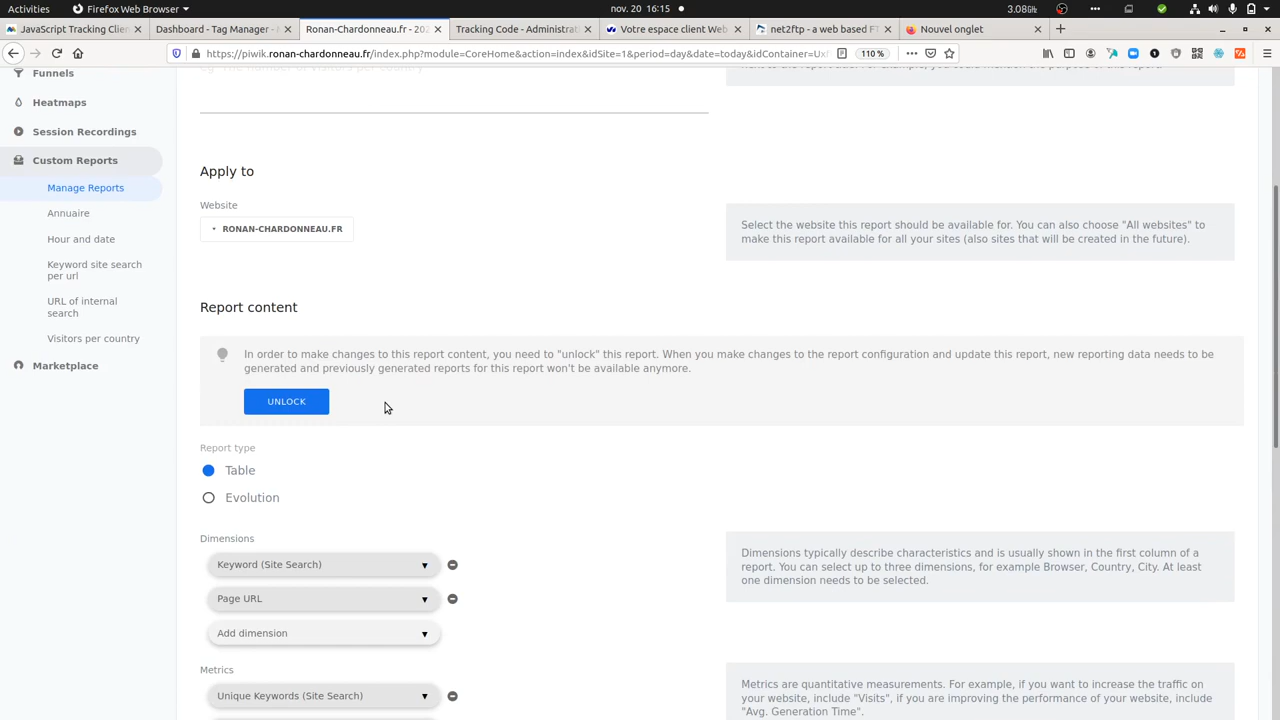 Activities
Firefox Web Browser
nov. 20 16:15
3.08kib
JavaScript Tracking Clien
Dashboard - Tag Manager -
Ronan-Chardonneau.fr - 202
Tracking Code - Administrati
Votre espace client Web
net2ftp - a web based FT
Nouvel onglet
https://piwik.ronan-chardonneau.fr/index.php?module=CoreHome&action=index&idSite=1&period=day&date=today&idContainer=Ux
110 %
Funnels
Heatmaps
Session Recordings
Custom Reports
Manage Reports
Annuaire
Hour and date
Keyword site search
per url
URL of internal
search
Visitors per country
Marketplace
Apply to
Website
RONAN-CHARDONNEAU.FR
Select the website this report should be available for. You can also choose "All websites" to
make this report available for all your sites (also sites that will be created in the future).
Report content
In order to make changes to this report content, you need to "unlock" this report. When you make changes to the report configuration and update this report, new reporting data needs to be
generated and previously generated reports for this report won't be available anymore.
UNLOCK
Report type
Table
Evolution
Dimensions
Keyword (Site Search)
Page URL
Add dimension
Dimensions typically describe characteristics and is usually shown in the first column of a
report. You can select up to three dimensions, for example Browser, Country, City. At least
one dimension needs to be selected.
Metrics
Unique Keywords (Site Search)
Metrics are quantitative measurements. For example, if you want to increase the traffic on
your website, include "Visits", if you are improving the performance of your website, include
"Avg. Generation Time".